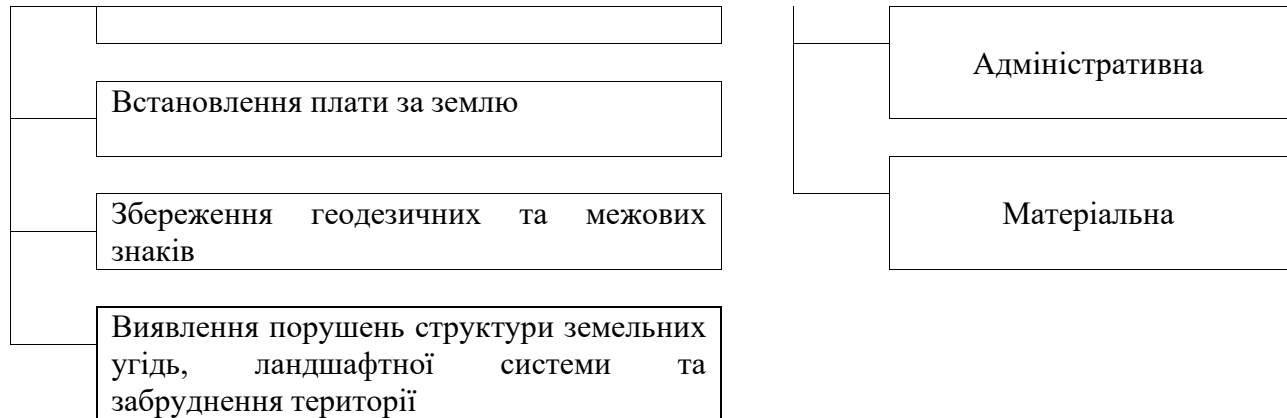 Встановлення плати за землю
Збереження геодезичних та межових
знаків
Виявлення порушень структури земельних
угідь, ландшафтної системи та
забруднення території
Адміністративна
Матеріальна